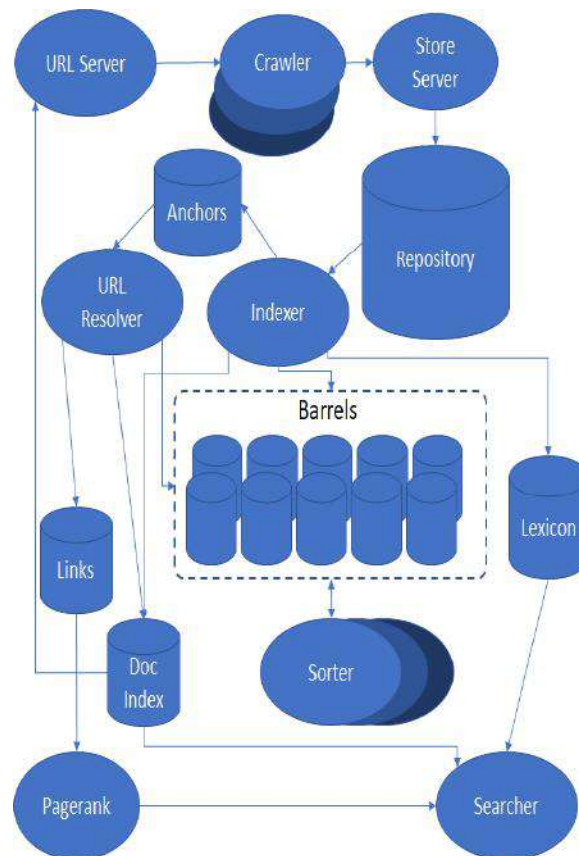 URL Server
Crawler
Store
Server
Anchors
Repository
URL
Resolver
Indexer
Barrels
Links
Lexicon
Doc
Index
Sorter
Pagerank
Searcher